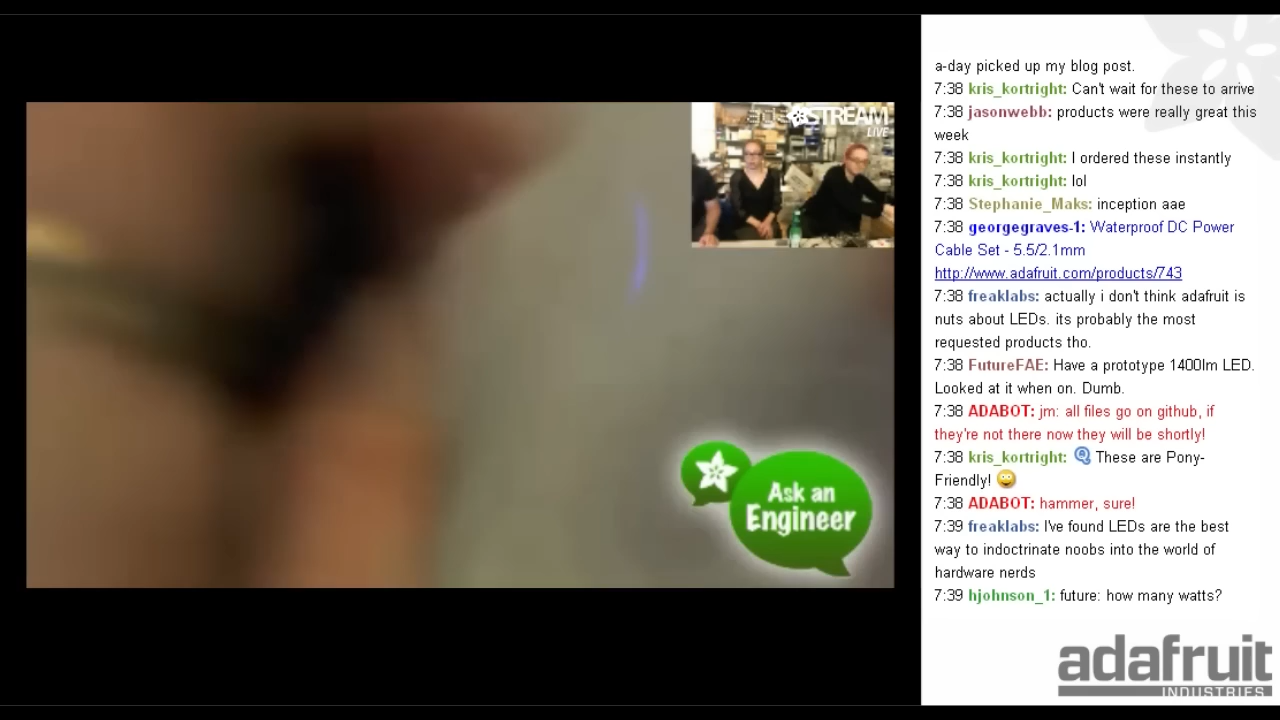 STREAM
LIVE
Ask an
Engineer
a-day picked up my blog post.
7:38 kris_kortright: Can't wait for these to arrive
7:38 jasonwebb: products were really great this
week
7:38 kris_kortright: I ordered these instantly
7:38 kris_kortright: lol
7:38 Stephanie_Maks: inception aae
7:38 georgegraves-1: Waterproof DC Power
Cable Set - 5.5/2.1mm
http://www.adafruit.com/products/743
7:38 freaklabs: actually i don't think adafruit is
nuts about LEDs. its probably the most
requested products tho.
7:38 FutureFAE: Have a prototype 1400lm LED.
Looked at it when on. Dumb.
7:38 ADABOT: jm: all files go on github, if
they're not there now they will be shortly!
7:38 kris_kortright: These are Pony-
Friendly!
7:38 ADABOT: hammer, sure!
7:39 freaklabs: I've found LEDs are the best
way to indoctrinate noobs into the world of
hardware nerds
7:39 hjohnson_1: future: how many watts?
adafruit
INDUSTRIES